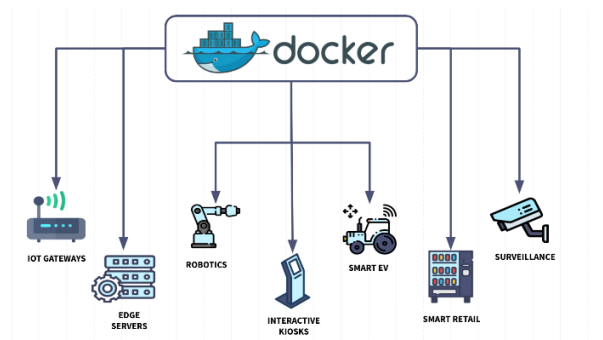 docker
IOT GATEWAYS
EDGE
SERVERS
ROBOTICS
INTERACTIVE
KIOSKS
SMART EV
SMART RETAIL
SURVEILLANCE